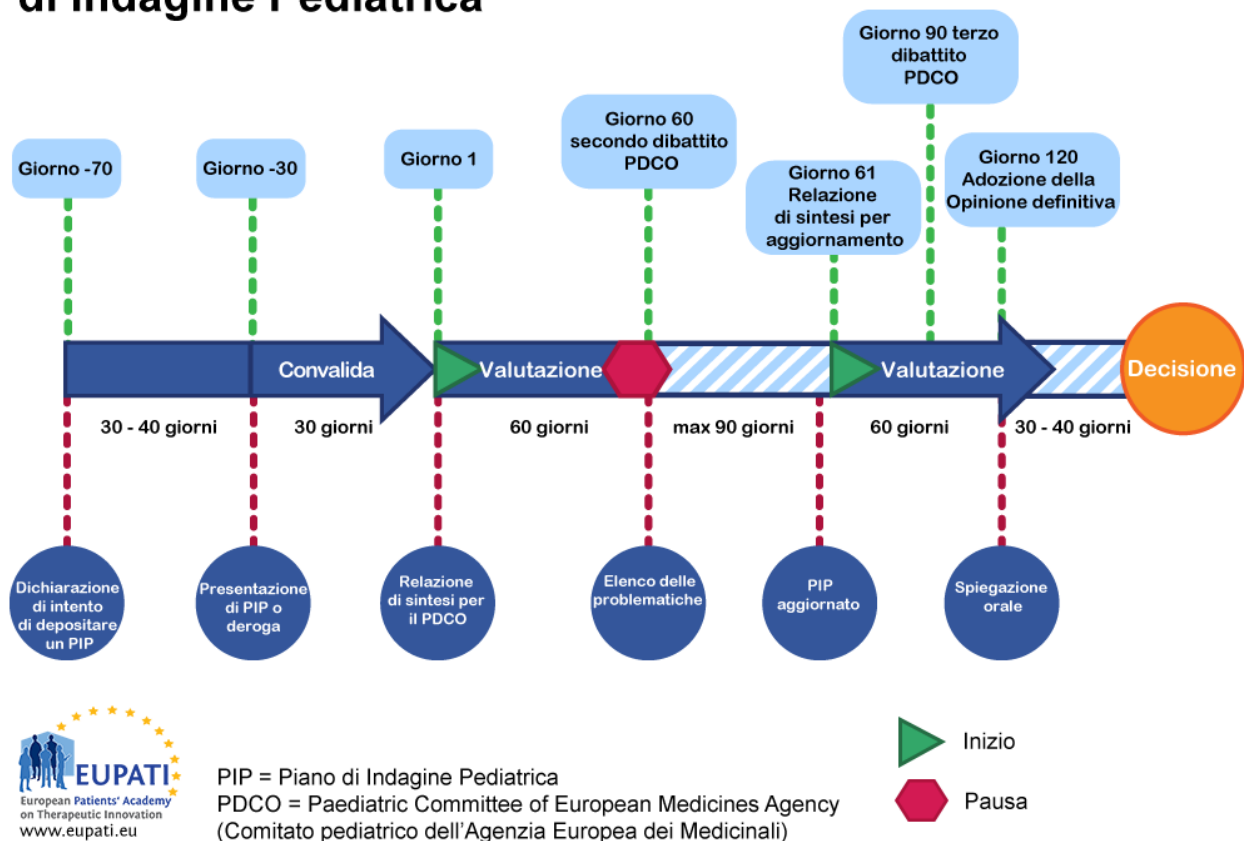 di Indagine Pediatrica
Giorno 90 terzo
dibattito
PDCO
Giorno 60
secondo dibattito
PDCO
Giorno -70
Giorno -30
Giorno 1
Giorno 61
Relazione
di sintesi per
aggiornamento
Giorno 120
Adozione della
Opinione definitiva
Convalida
Valutazione
Valutazione
Decisione
30 - 40 giorni
30 giorni
60 giorni
max 90 giorni
60 giorni
30 - 40 giorni
Dichiarazione
di intento
di depositare
un PIP
Presentazione
di PIP o
deroga
Relazione
di sintesi per
il PDCO
Elenco delle
problematiche
PIP
aggiornato
Spiegazione
orale
EUPATI
European Patients' Academy
on Therapeutic Innovation
www.eupati.eu
PIP = Piano di Indagine Pediatrica
PDCO = Paediatric Committee of European Medicines Agency
(Comitato pediatrico dell'Agenzia Europea dei Medicinali)
Inizio
Pausa